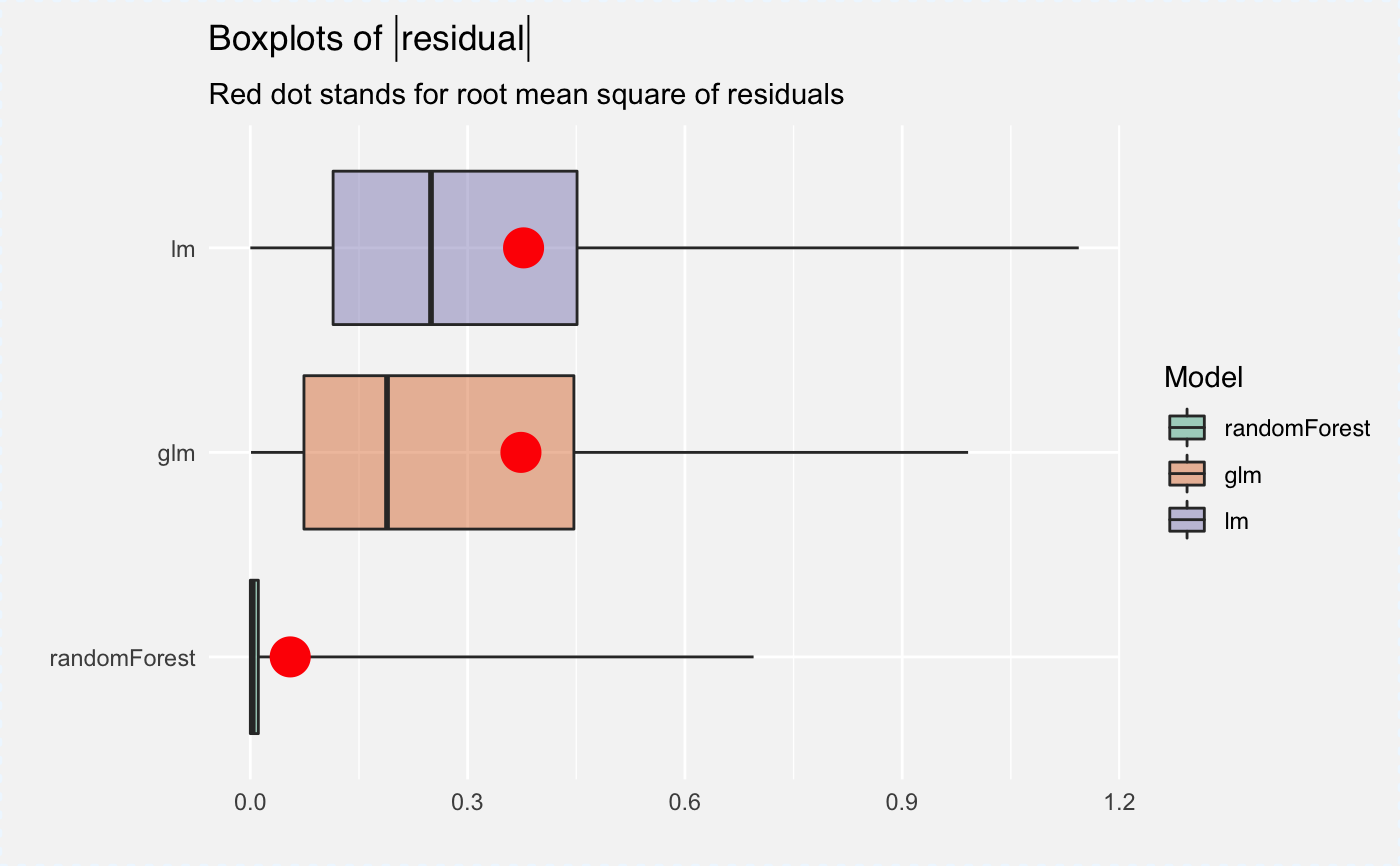 Boxplots of |residual|
Red dot stands for root mean square of residuals
lm
glm
randomForest
0.0 0.3 0.6 0.9 1.2
Model
randomForest
glm
lm